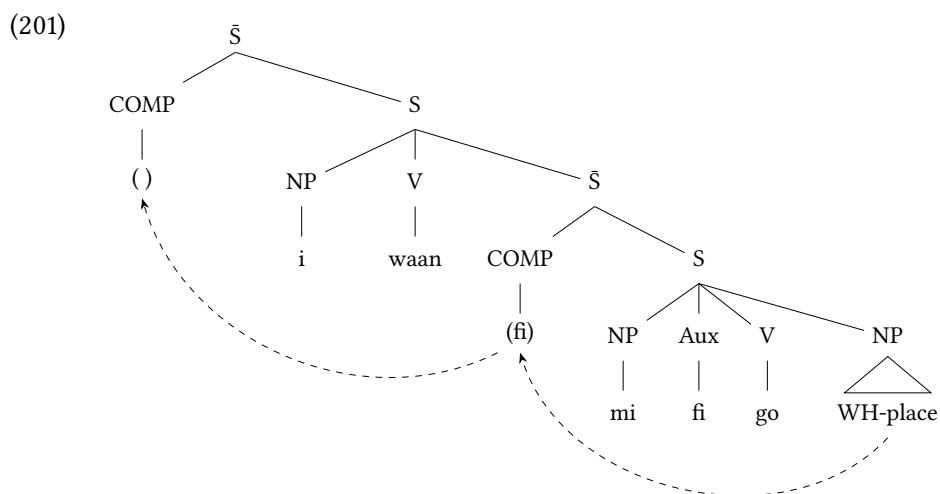 (201)
S̄
COMP S
( ) NP V S̄
i waan COMP S
(fi) NP Aux V NP
mi fi go WH-place